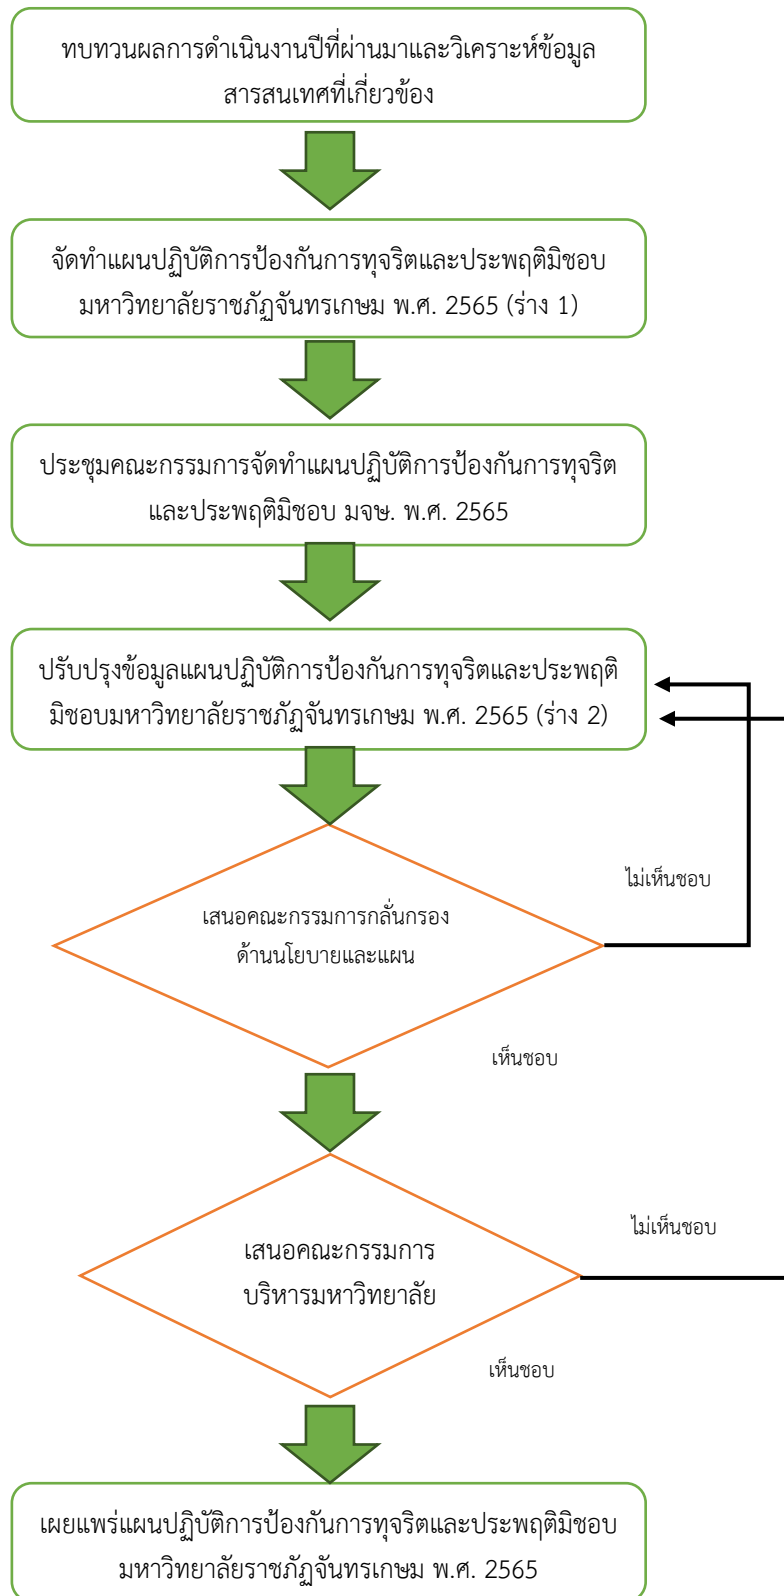 ทบทวนผลการดำเนินงานปีที่ผ่านมาและวิเคราะห์ข้อมูล
สารสนเทศที่เกี่ยวข้อง
จัดทำแผนปฏิบัติการป้องกันการทุจริตและประพฤติมิชอบ
มหาวิทยาลัยราชภัฏจันทรเกษม พ.ศ. 2565 (ร่าง 1)
ประชุมคณะกรรมการจัดทำแผนปฏิบัติการป้องกันการทุจริต
และประพฤติมิชอบ มจษ. พ.ศ. 2565
ปรับปรุงข้อมูลแผนปฏิบัติการป้องกันการทุจริตและประพฤติ
มิชอบมหาวิทยาลัยราชภัฏจันทรเกษม พ.ศ. 2565 (ร่าง 2)
ไม่เห็นชอบ
เสนอคณะกรรมการกลั่นกรอง
ด้านนโยบายและแผน
เห็นชอบ
ไม่เห็นชอบ
เสนอคณะกรรมการ
บริหารมหาวิทยาลัย
เห็นชอบ
เผยแพร่แผนปฏิบัติการป้องกันการทุจริตและประพฤติมิชอบ
มหาวิทยาลัยราชภัฏจันทรเกษม พ.ศ. 2565